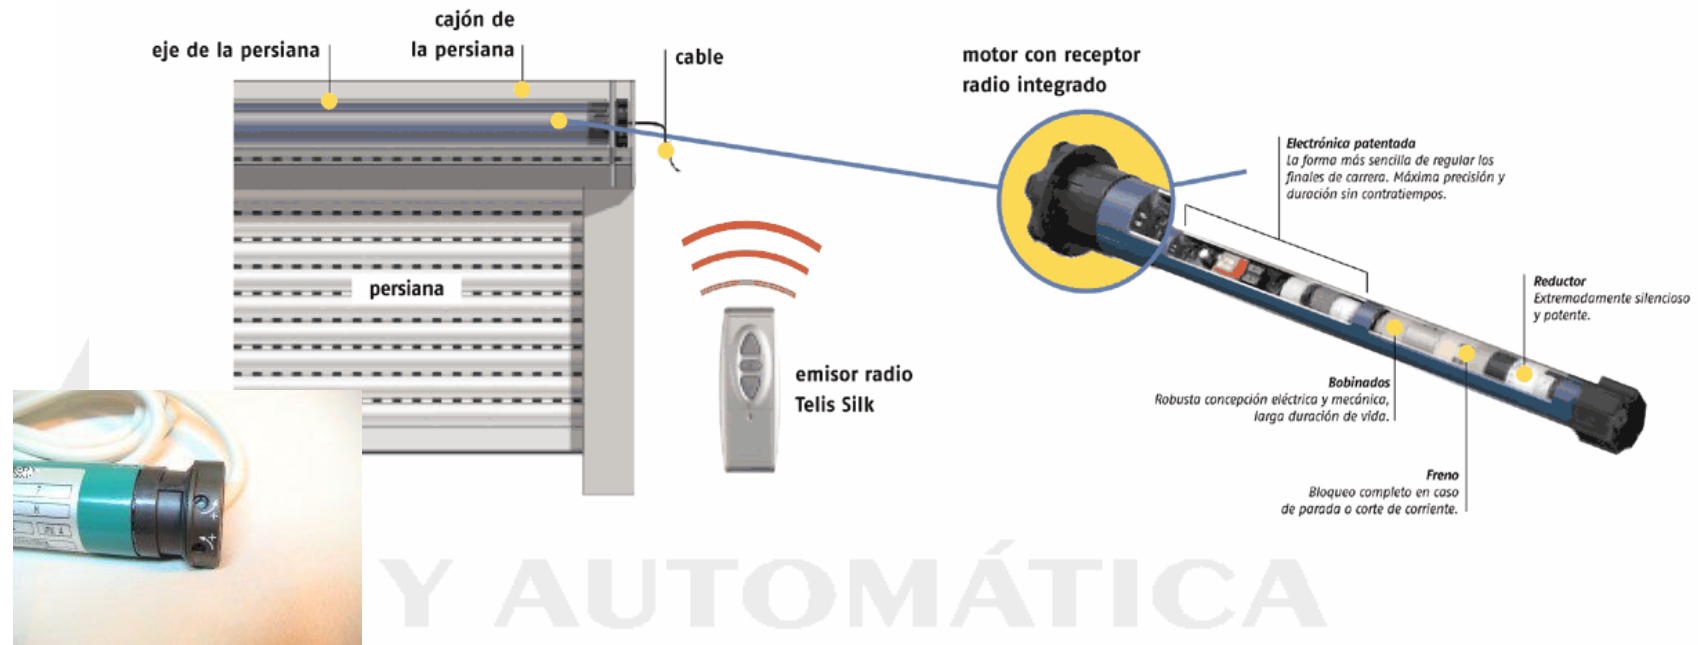 cajón de
la persiana
eje de la persiana
cable
motor con receptor
radio integrado
Electrónica patentada
La forma más sencilla de regular los
finales de carrera. Máxima precisión y
duración sin contratiempos.
persiana
Reductor
Extremadamente silencioso
y potente.
emisor radio
Telis Silk
Bobinados
Robusta concepción eléctrica y mecánica,
larga duración de vida.
Freno
Bloqueo completo en caso
de parada o corte de corriente.
Y AUTOMÁTICA